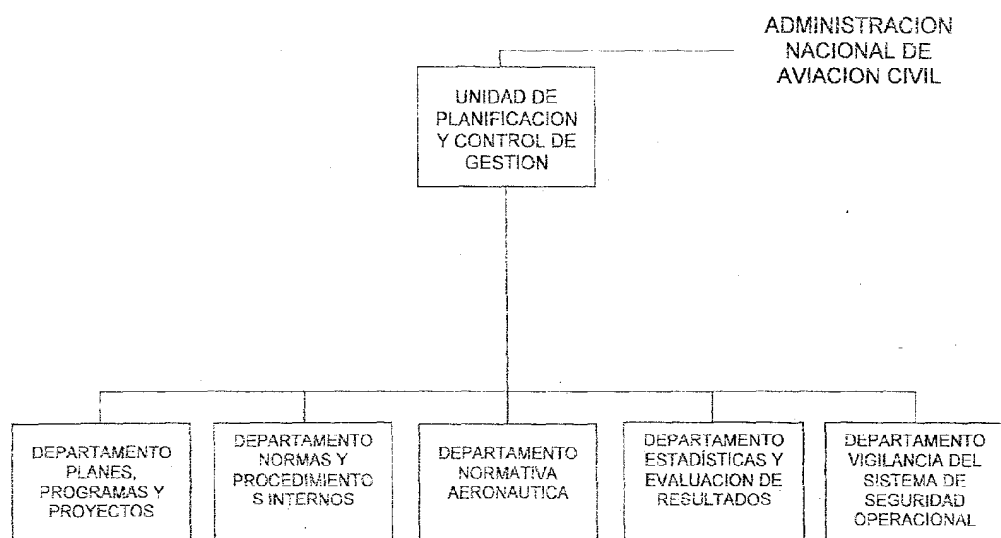 ADMINISTRACION
NACIONAL DE
AVIACION CIVIL
UNIDAD DE
PLANIFICACION
Y CONTROL DE
GESTION
DEPARTAMENTO
PLANES,
PROGRAMAS Y
PROYECTOS
DEPARTAMENTO
NORMAS Y
PROCEDIMIENTO
S INTERNOS
DEPARTAMENTO
NORMATIVA
AERONAUTICA
DEPARTAMENTO
ESTADÍSTICAS Y
EVALUACION DE
RESULTADOS
DEPARTAMENTO
VIGILANCIA DEL
SISTEMA DE
SEGURIDAD
OPERACIONAL